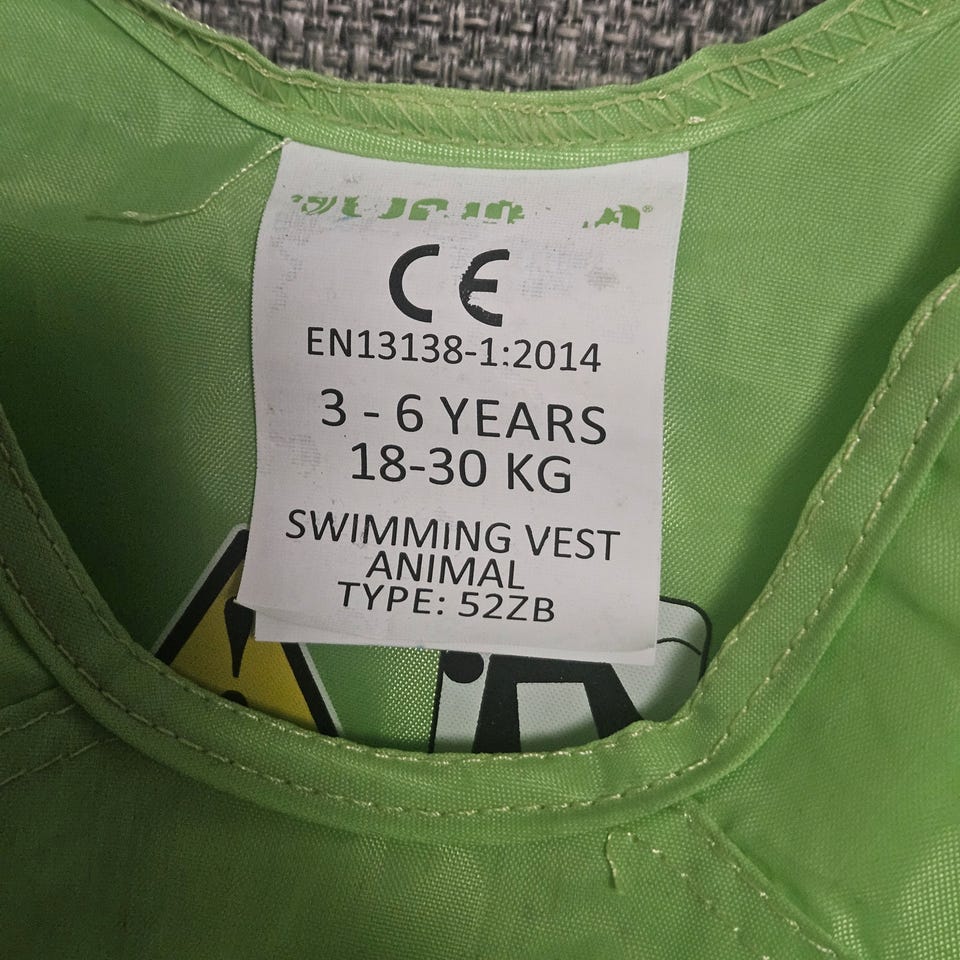 CE
EN13138-1:2014
3 - 6 YEARS
18-30 KG
SWIMMING VEST
ANIMAL
TYPE: 52ZB